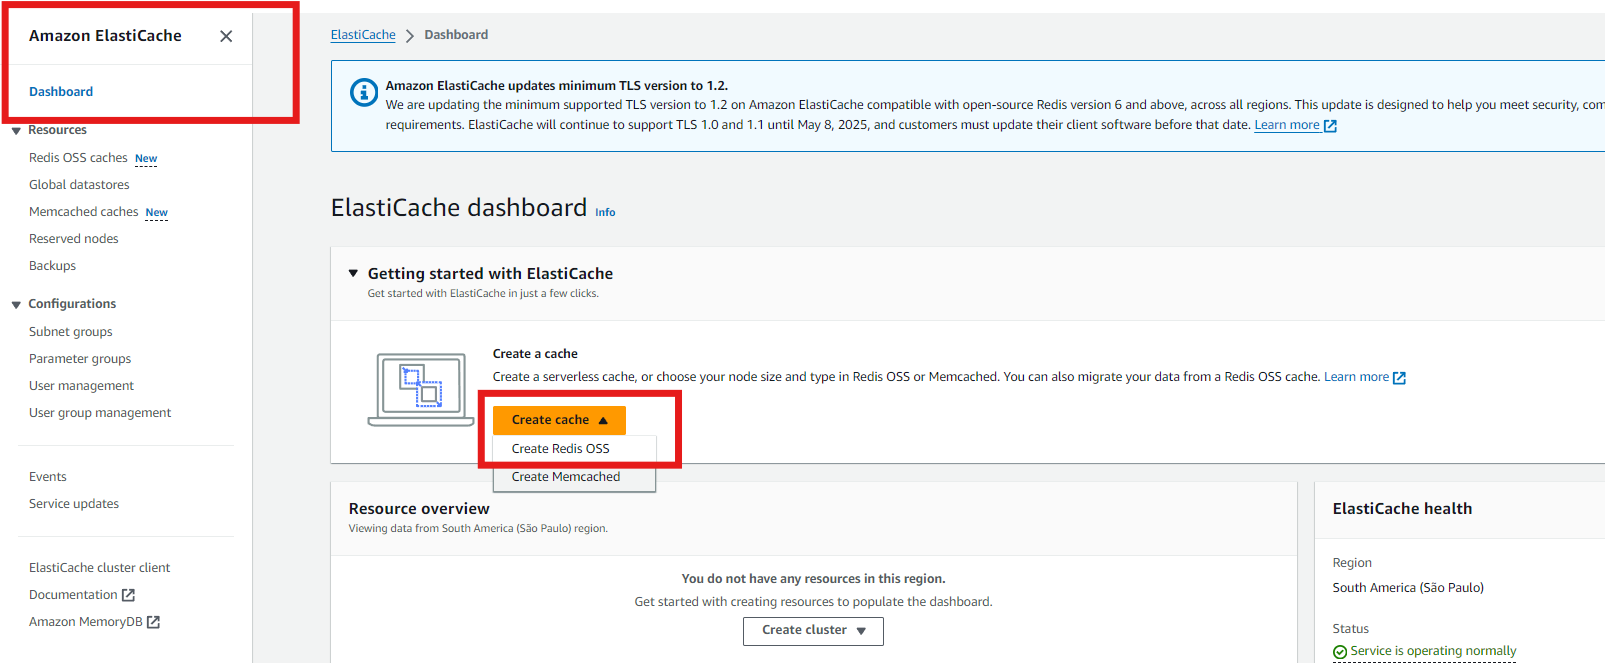 Amazon ElastiCache
Dashboard
Resources
Redis OSS caches New
Global datastores
Memcached caches New
Reserved nodes
Backups
Configurations
Subnet groups
Parameter groups
User management
User group management
Events
Service updates
ElastiCache cluster client
Documentation
Amazon MemoryDB
ElastiCache > Dashboard
Amazon ElastiCache updates minimum TLS version to 1.2.
We are updating the minimum supported TLS version to 1.2 on Amazon ElastiCache compatible with open-source Redis version 6 and above, across all regions. This update is designed to help you meet security, com
requirements. ElastiCache will continue to support TLS 1.0 and 1.1 until May 8, 2025, and customers must update their client software before that date. Learn more
ElastiCache dashboard Info
Getting started with ElastiCache
Get started with ElastiCache in just a few clicks.
Create a cache
Create a serverless cache, or choose your node size and type in Redis OSS or Memcached. You can also migrate your data from a Redis OSS cache. Learn more
Create cache
Create Redis OSS
Create Memcached
Resource overview
Viewing data from South America (São Paulo) region.
You do not have any resources in this region.
Get started with creating resources to populate the dashboard.
Create cluster
ElastiCache health
Region
South America (São Paulo)
Status
Service is operating normally